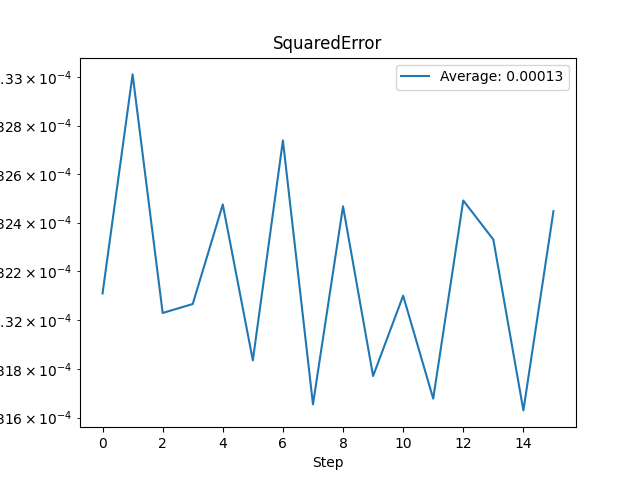 SquaredError
Average: 0.00013
.33 × 10⁻⁴
328 × 10⁻⁴
326 × 10⁻⁴
324 × 10⁻⁴
322 × 10⁻⁴
.32 × 10⁻⁴
318 × 10⁻⁴
316 × 10⁻⁴
0 2 4 6 8 10 12 14
Step